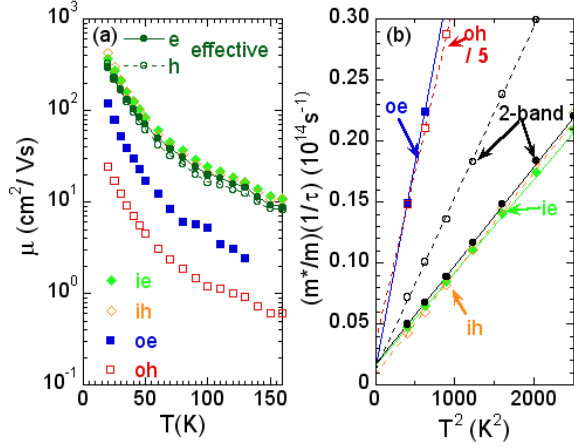 (a)
e
effective
h
10³
10²
10¹
10⁰
10⁻¹
μ (cm²/ Vs)
ie
ih
oe
oh
0
50
100
150
T(K)
(b)
oh
/ 5
oe
2-band
ie
ih
0.30
0.25
0.20
0.15
0.10
0.05
0
(m*/m)(1/τ) (10¹⁴s⁻¹)
0
1000
2000
T² (K²)